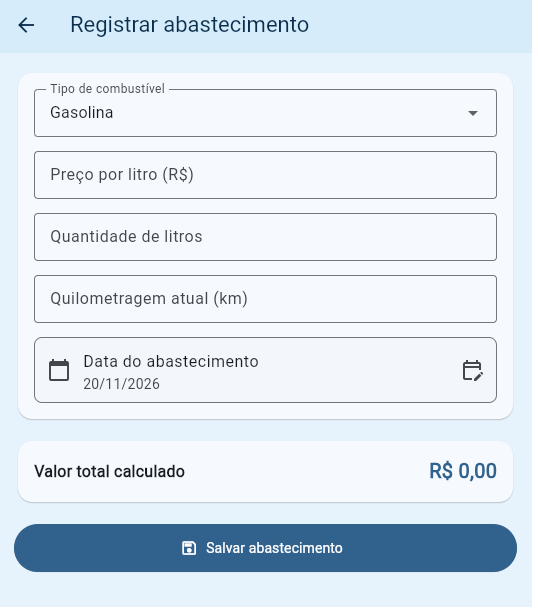 Registrar abastecimento
Tipo de combustível
Gasolina
Preço por litro (R$)
Quantidade de litros
Quilometragem atual (km)
Data do abastecimento
20/11/2026
Valor total calculado
R$ 0,00
Salvar abastecimento